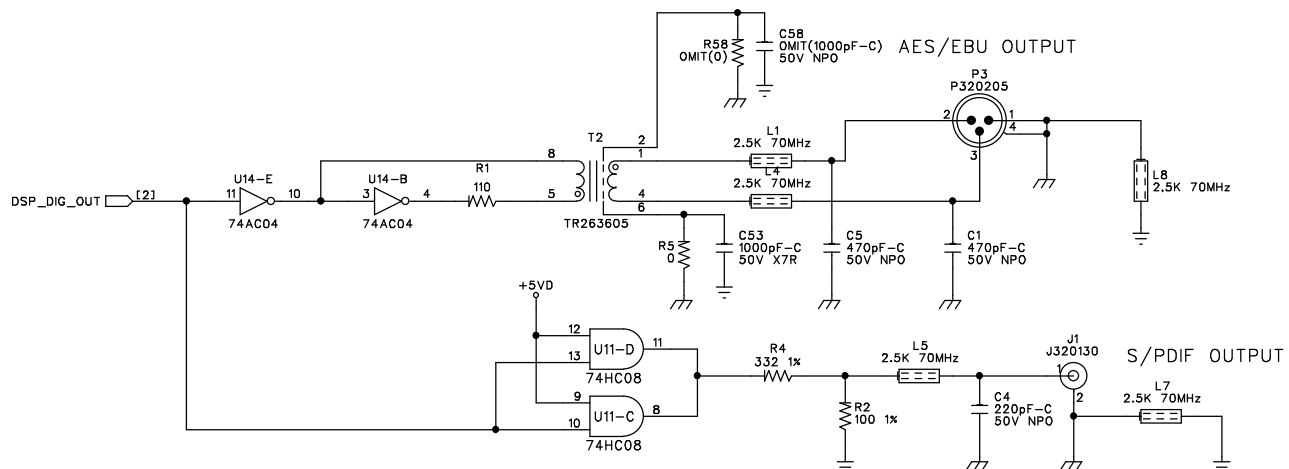 R58
OMIT(0)
C58
OMIT(1000pF-C)
50V NPO
AES/EBU OUTPUT
P3
P320205
2
1
4
3
T2
2
1
4
6
8
5
TR263605
L1
2.5K 70MHz
L4
2.5K 70MHz
L8
2.5K 70MHz
DSP_DIG_OUT
[2]
U14-E
11
10
74AC04
U14-B
3
4
74AC04
R1
110
R5
0
C53
1000pF-C
50V X7R
C5
470pF-C
50V NPO
C1
470pF-C
50V NPO
+5VD
12
13
U11-D
11
74HC08
9
10
U11-C
8
74HC08
R4
332 1%
R2
100 1%
L5
2.5K 70MHz
C4
220pF-C
50V NPO
J1
J320130
1
2
S/PDIF OUTPUT
L7
2.5K 70MHz